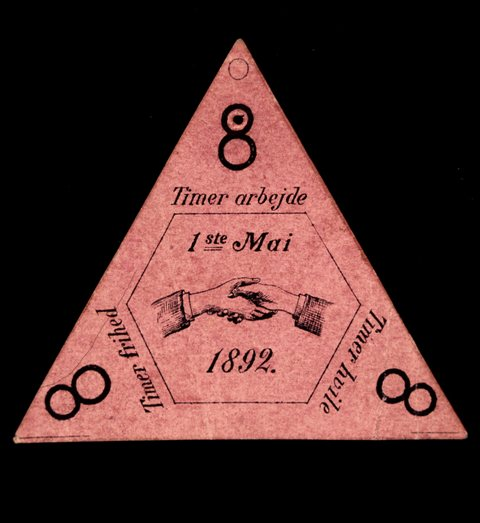 8
Timer arbejde
1ste Mai
1892.
8
Timer frihed
8
Timer hvile